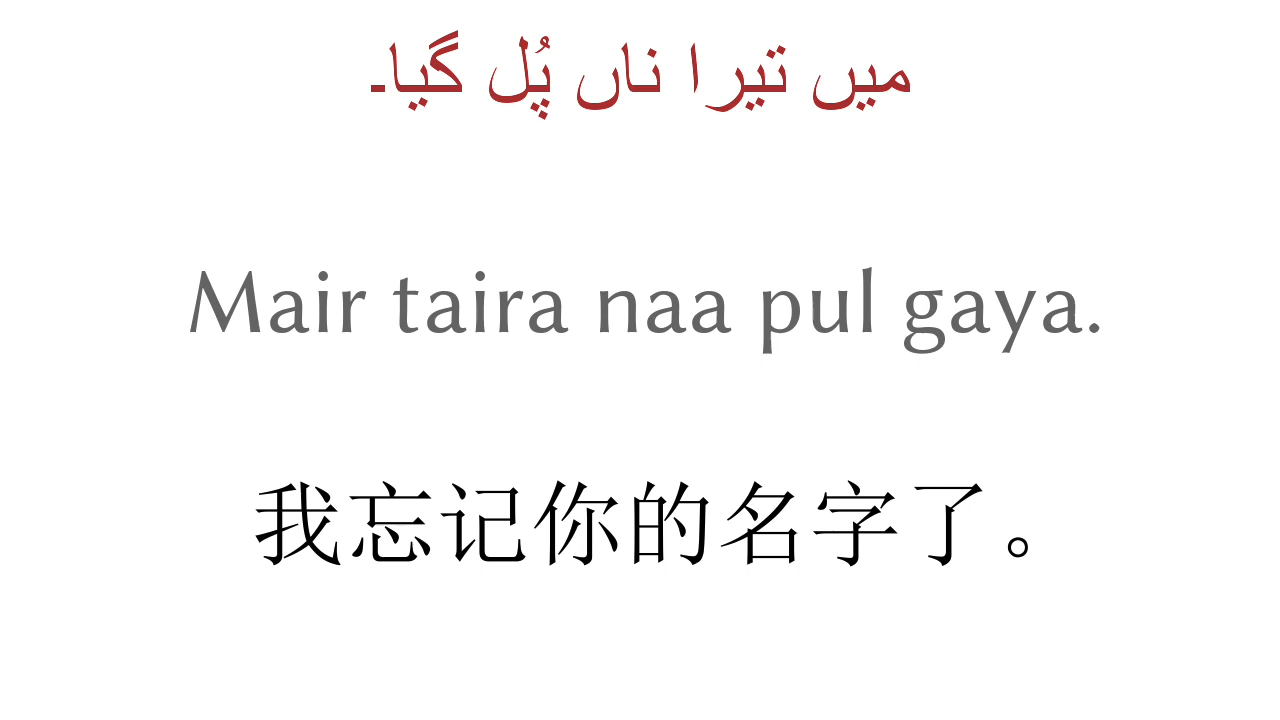 میں تیرا ناں پُل گیا۔
Mair taira naa pul gaya.
我忘记你的名字了。